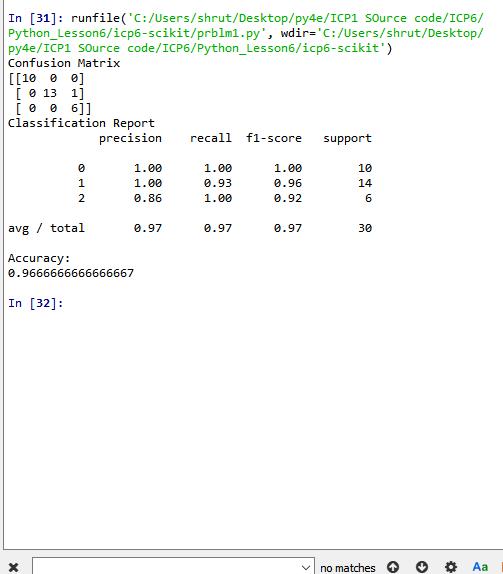 In [31]: runfile('C:/Users/shrut/Desktop/py4e/ICP1 SOurce code/ICP6/
Python_Lesson6/icp6-scikit/prblm1.py', wdir='C:/Users/shrut/Desktop/
py4e/ICP1 SOurce code/ICP6/Python_Lesson6/icp6-scikit')
Confusion Matrix
[[10  0  0]
 [ 0 13  1]
 [ 0  0  6]]
Classification Report
             precision    recall  f1-score   support

          0       1.00      1.00      1.00        10
          1       1.00      0.93      0.96        14
          2       0.86      1.00      0.92         6

avg / total       0.97      0.97      0.97        30

Accuracy:
0.9666666666666667

In [32]:
no matches Aa